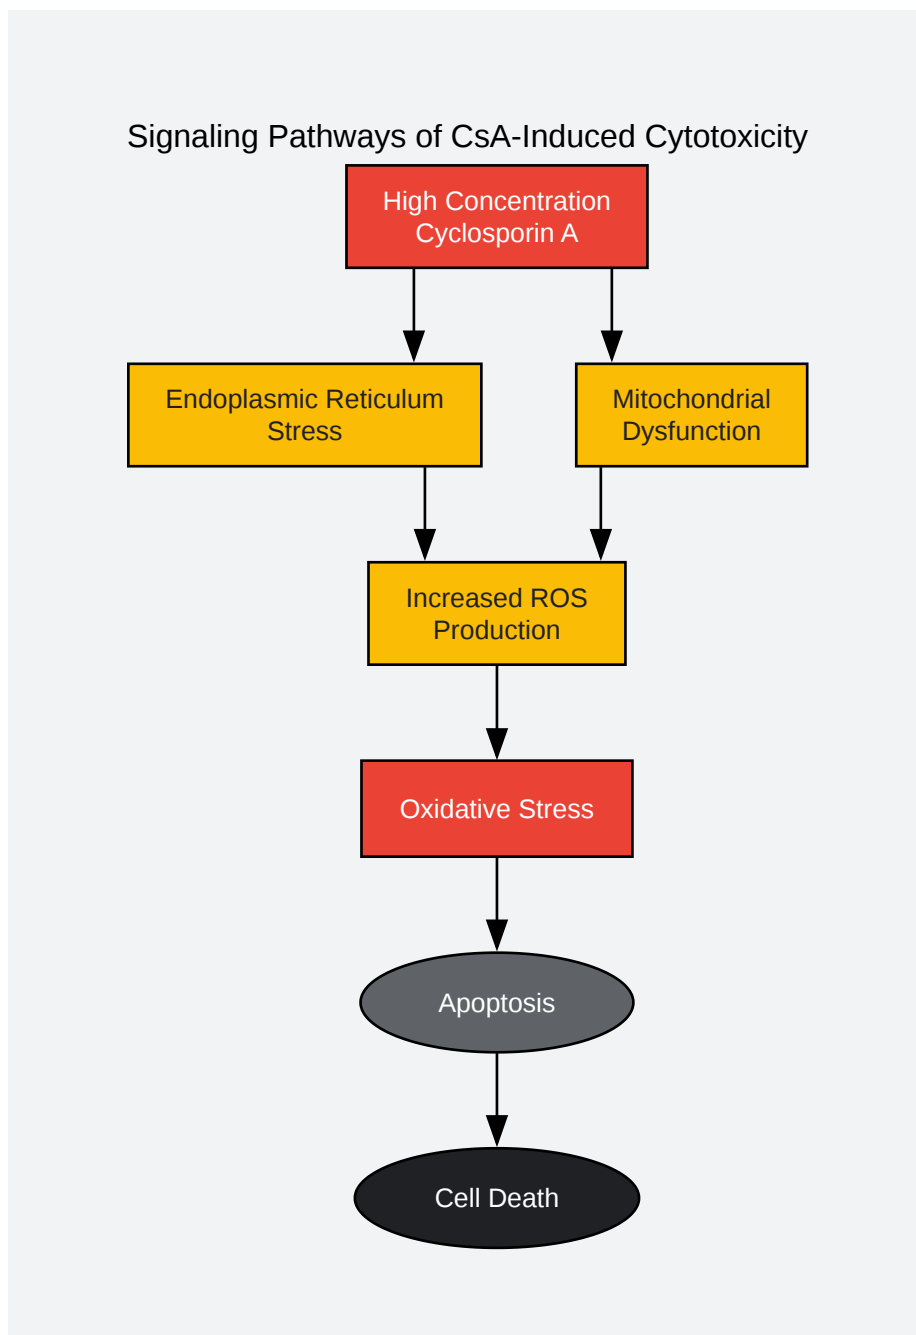 Signaling Pathways of CsA-Induced Cytotoxicity
High Concentration
Cyclosporin A
Endoplasmic Reticulum
Stress
Mitochondrial
Dysfunction
Increased ROS
Production
Oxidative Stress
Apoptosis
Cell Death